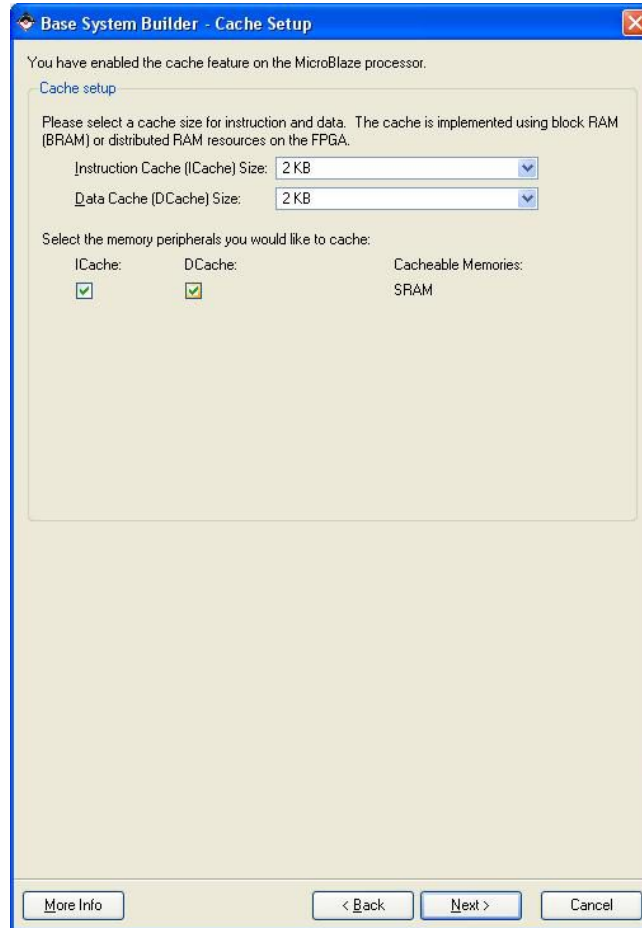 Base System Builder - Cache Setup
You have enabled the cache feature on the MicroBlaze processor.
Cache setup
Please select a cache size for instruction and data. The cache is implemented using block RAM
(BRAM) or distributed RAM resources on the FPGA.
Instruction Cache (ICache) Size: 2 KB
Data Cache (DCache) Size: 2 KB
Select the memory peripherals you would like to cache:
ICache: DCache: Cacheable Memories:
SRAM
More Info < Back Next > Cancel